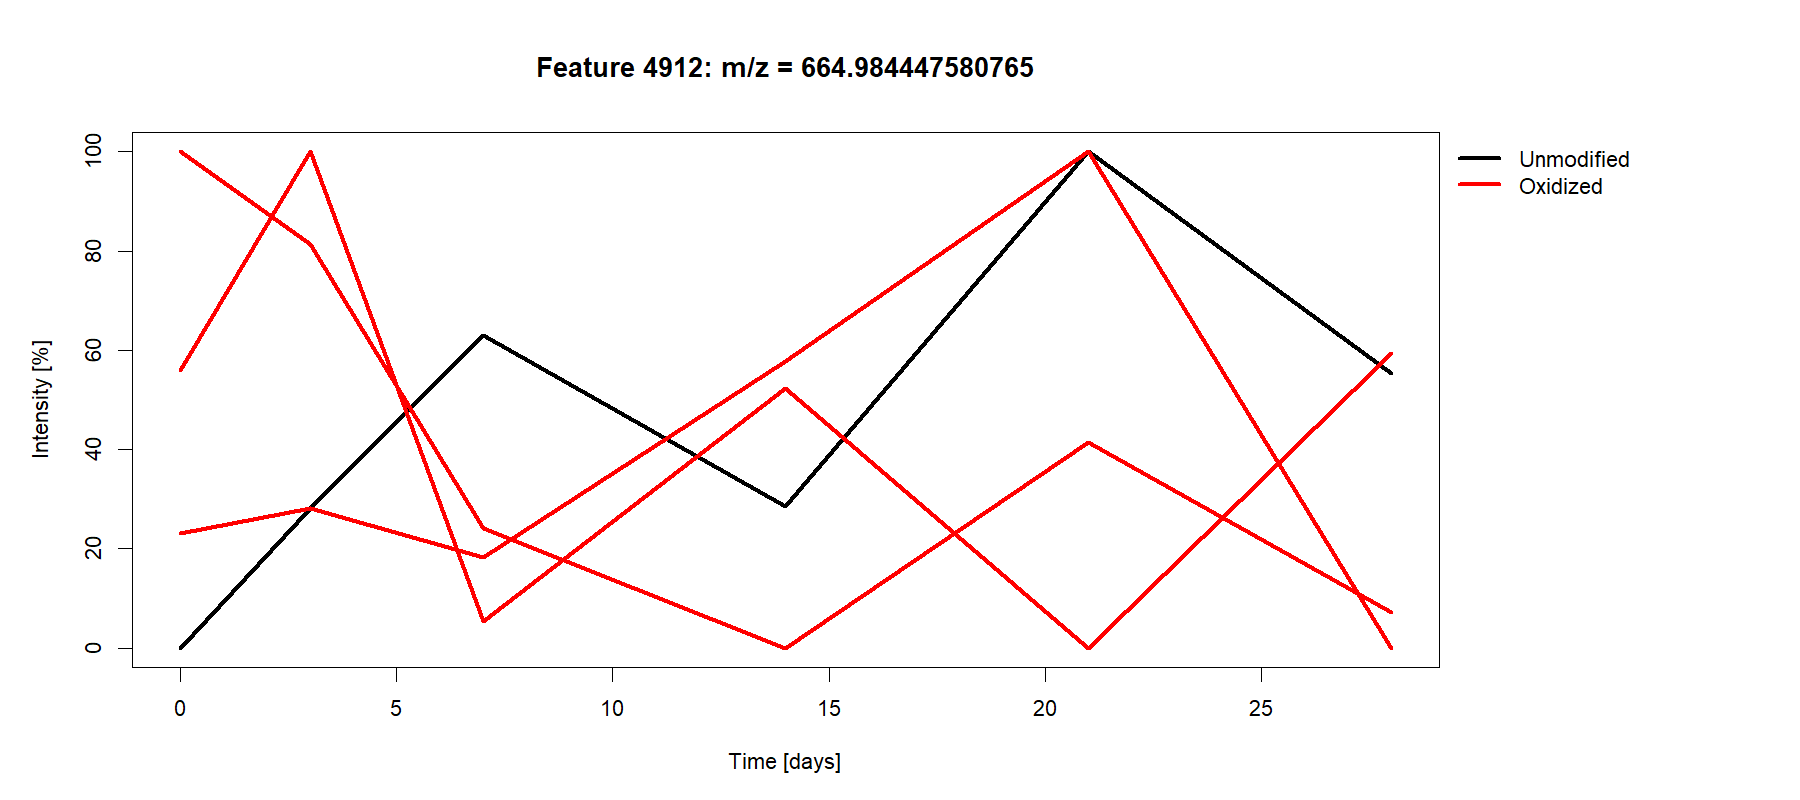 Feature 4912: m/z = 664.984447580765
Unmodified
Oxidized
Intensity [%]
100
80
60
40
20
0
0 5 10 15 20 25
Time [days]